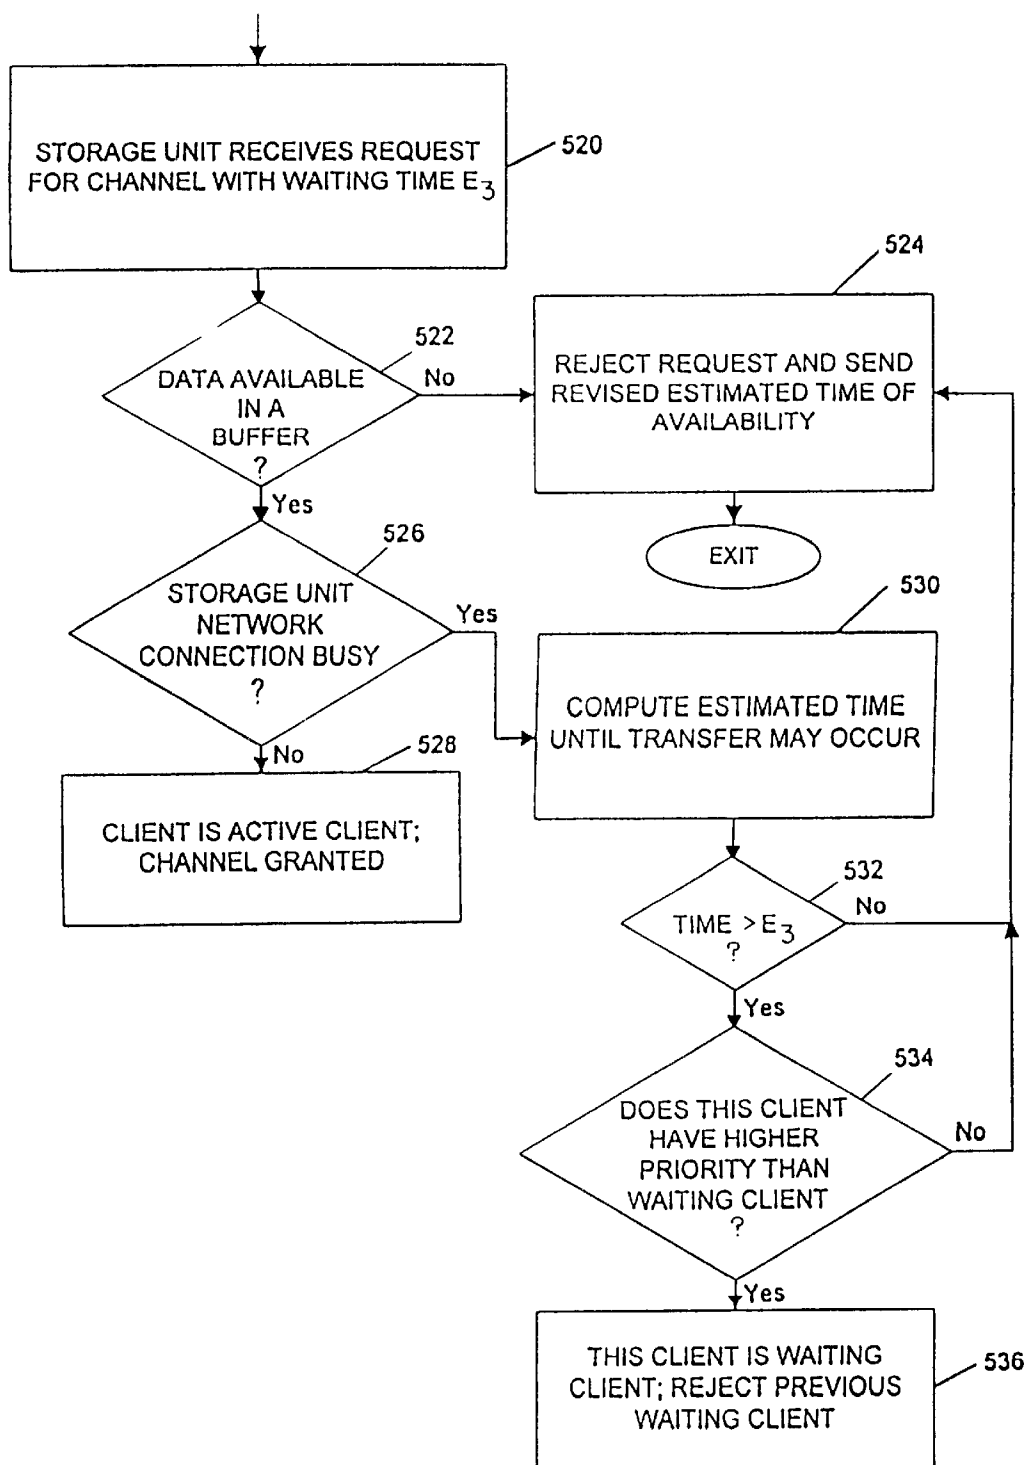 STORAGE UNIT RECEIVES REQUEST
FOR CHANNEL WITH WAITING TIME E3
520
522
DATA AVAILABLE
IN A
BUFFER
?
No
Yes
524
REJECT REQUEST AND SEND
REVISED ESTIMATED TIME OF
AVAILABILITY
EXIT
526
STORAGE UNIT
NETWORK
CONNECTION BUSY
?
Yes
No
528
CLIENT IS ACTIVE CLIENT;
CHANNEL GRANTED
530
COMPUTE ESTIMATED TIME
UNTIL TRANSFER MAY OCCUR
532
TIME > E3
?
No
Yes
534
DOES THIS CLIENT
HAVE HIGHER
PRIORITY THAN
WAITING CLIENT
?
No
Yes
536
THIS CLIENT IS WAITING
CLIENT; REJECT PREVIOUS
WAITING CLIENT